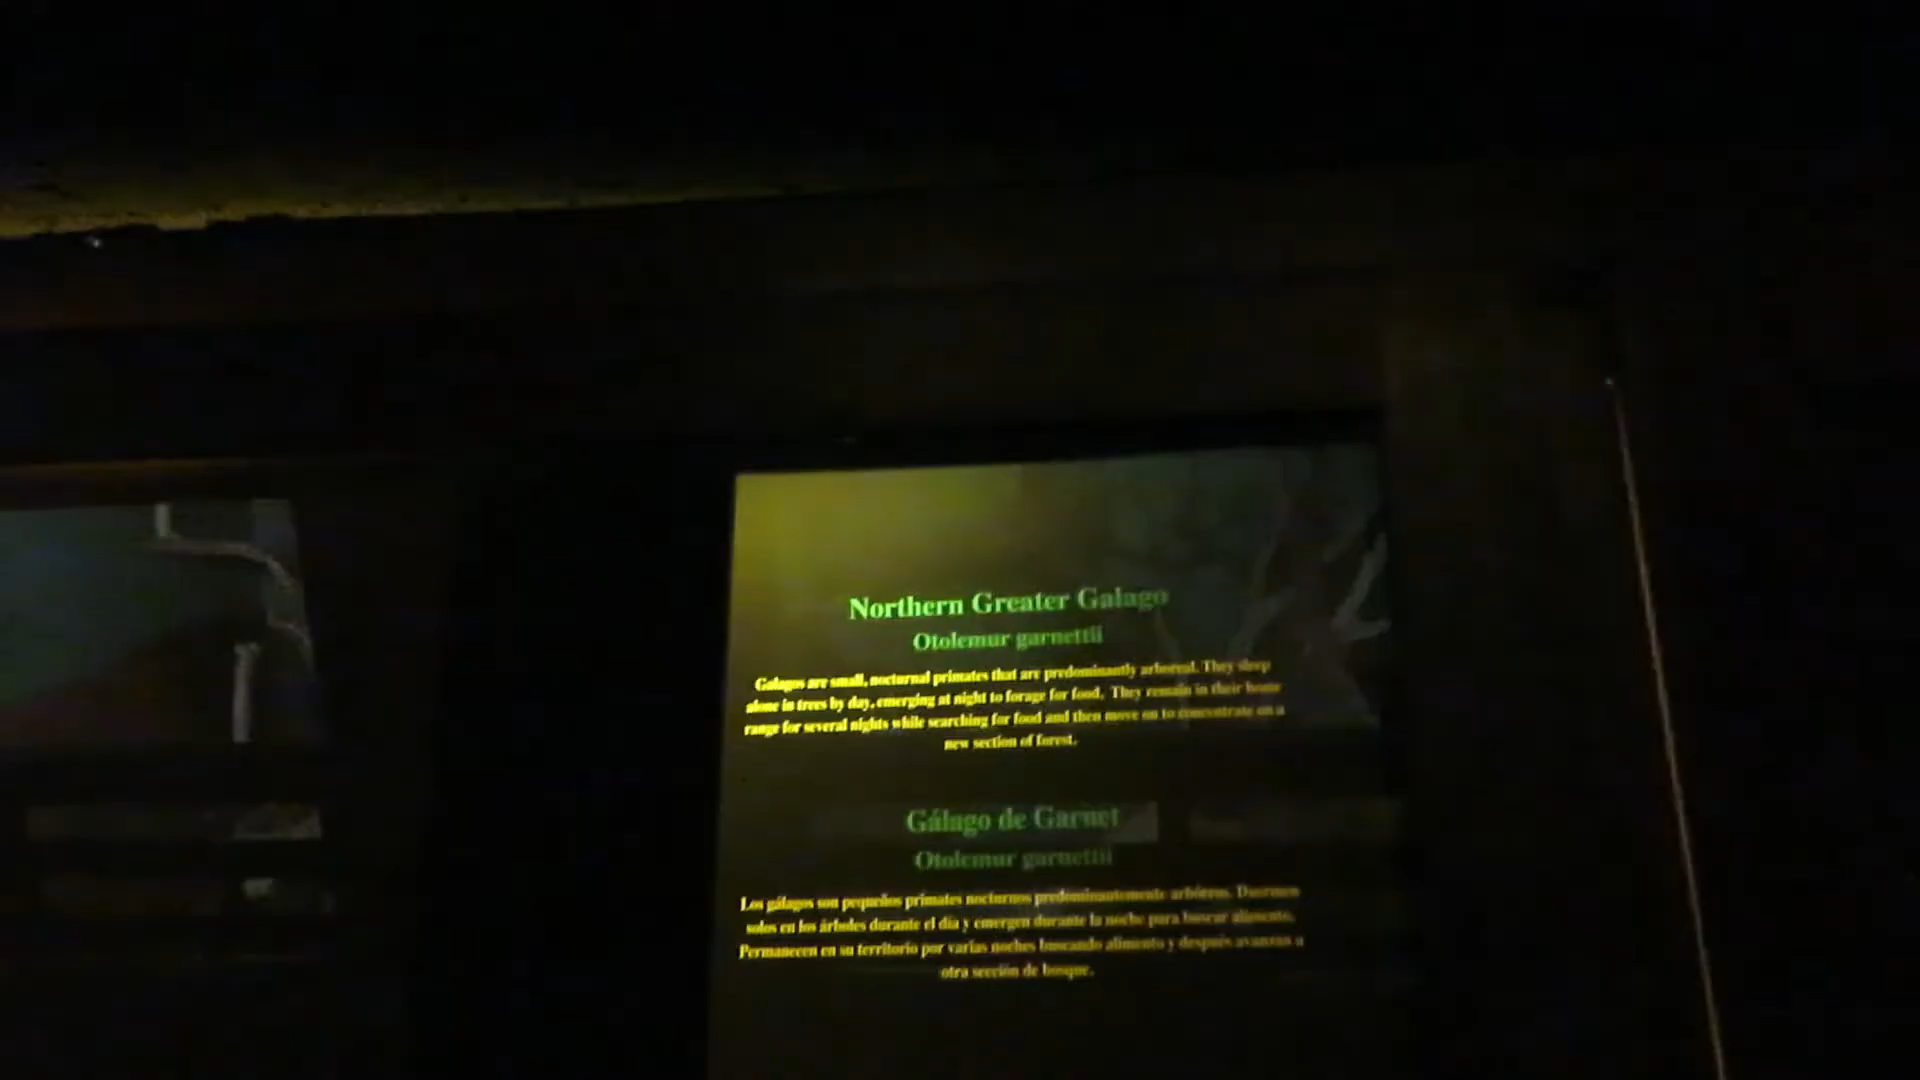 Northern Greater Galago
Otolemur garnettii
Galagos are small, nocturnal primates that are predominantly arboreal. They sleep
alone in trees by day, emerging at night to forage for food. They remain in their home
range for several nights while searching for food and then move on to concentrate on a
new section of forest.
Gálago de Garnet
Otolemur garnettii
Los gálagos son pequeños primates nocturnos predominantemente arbóreos. Duermen
solos en los árboles durante el día y emergen durante la noche para buscar alimento.
Permanecen en su territorio por varias noches buscando alimento y después avanzan a
otra sección de bosque.